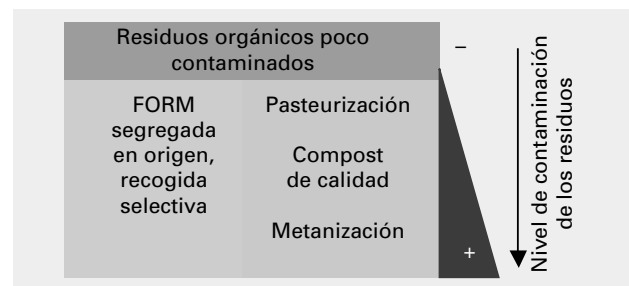 Residuos orgánicos poco
contaminados
FORM
segregada
en origen,
recogida
selectiva
Pasteurización
Compost
de calidad
Metanización
–
+
Nivel de contaminación
de los residuos